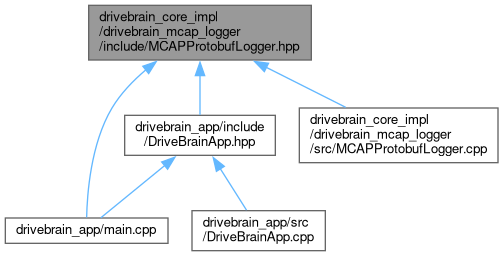 drivebrain_core_impl
/drivebrain_mcap_logger
/include/MCAPProtobufLogger.hpp
drivebrain_app/include
/DriveBrainApp.hpp
drivebrain_core_impl
/drivebrain_mcap_logger
/src/MCAPProtobufLogger.cpp
drivebrain_app/main.cpp
drivebrain_app/src
/DriveBrainApp.cpp